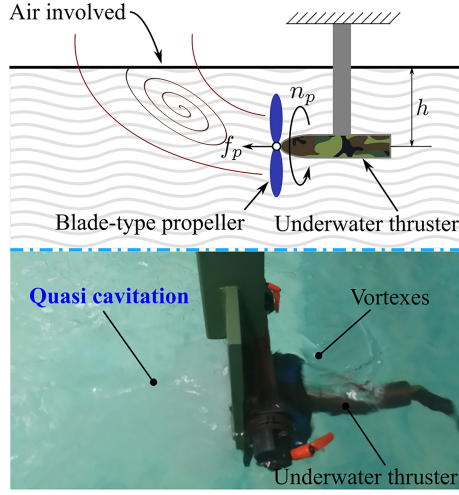 Air involved
n_p
h
f_p
Blade-type propeller
Underwater thruster
Quasi cavitation
Vortexes
Underwater thruster